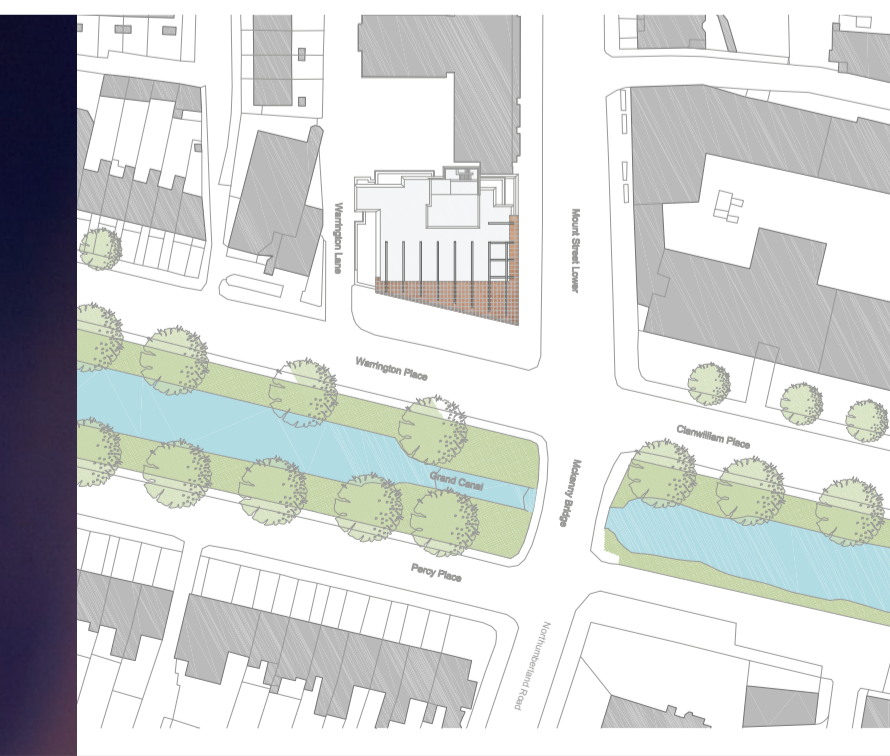 Warrington Lane
Mount Street Lower
Warrington Place
Clanwilliam Place
Grand Canal
Mckenny Bridge
Percy Place
Northumberland Road